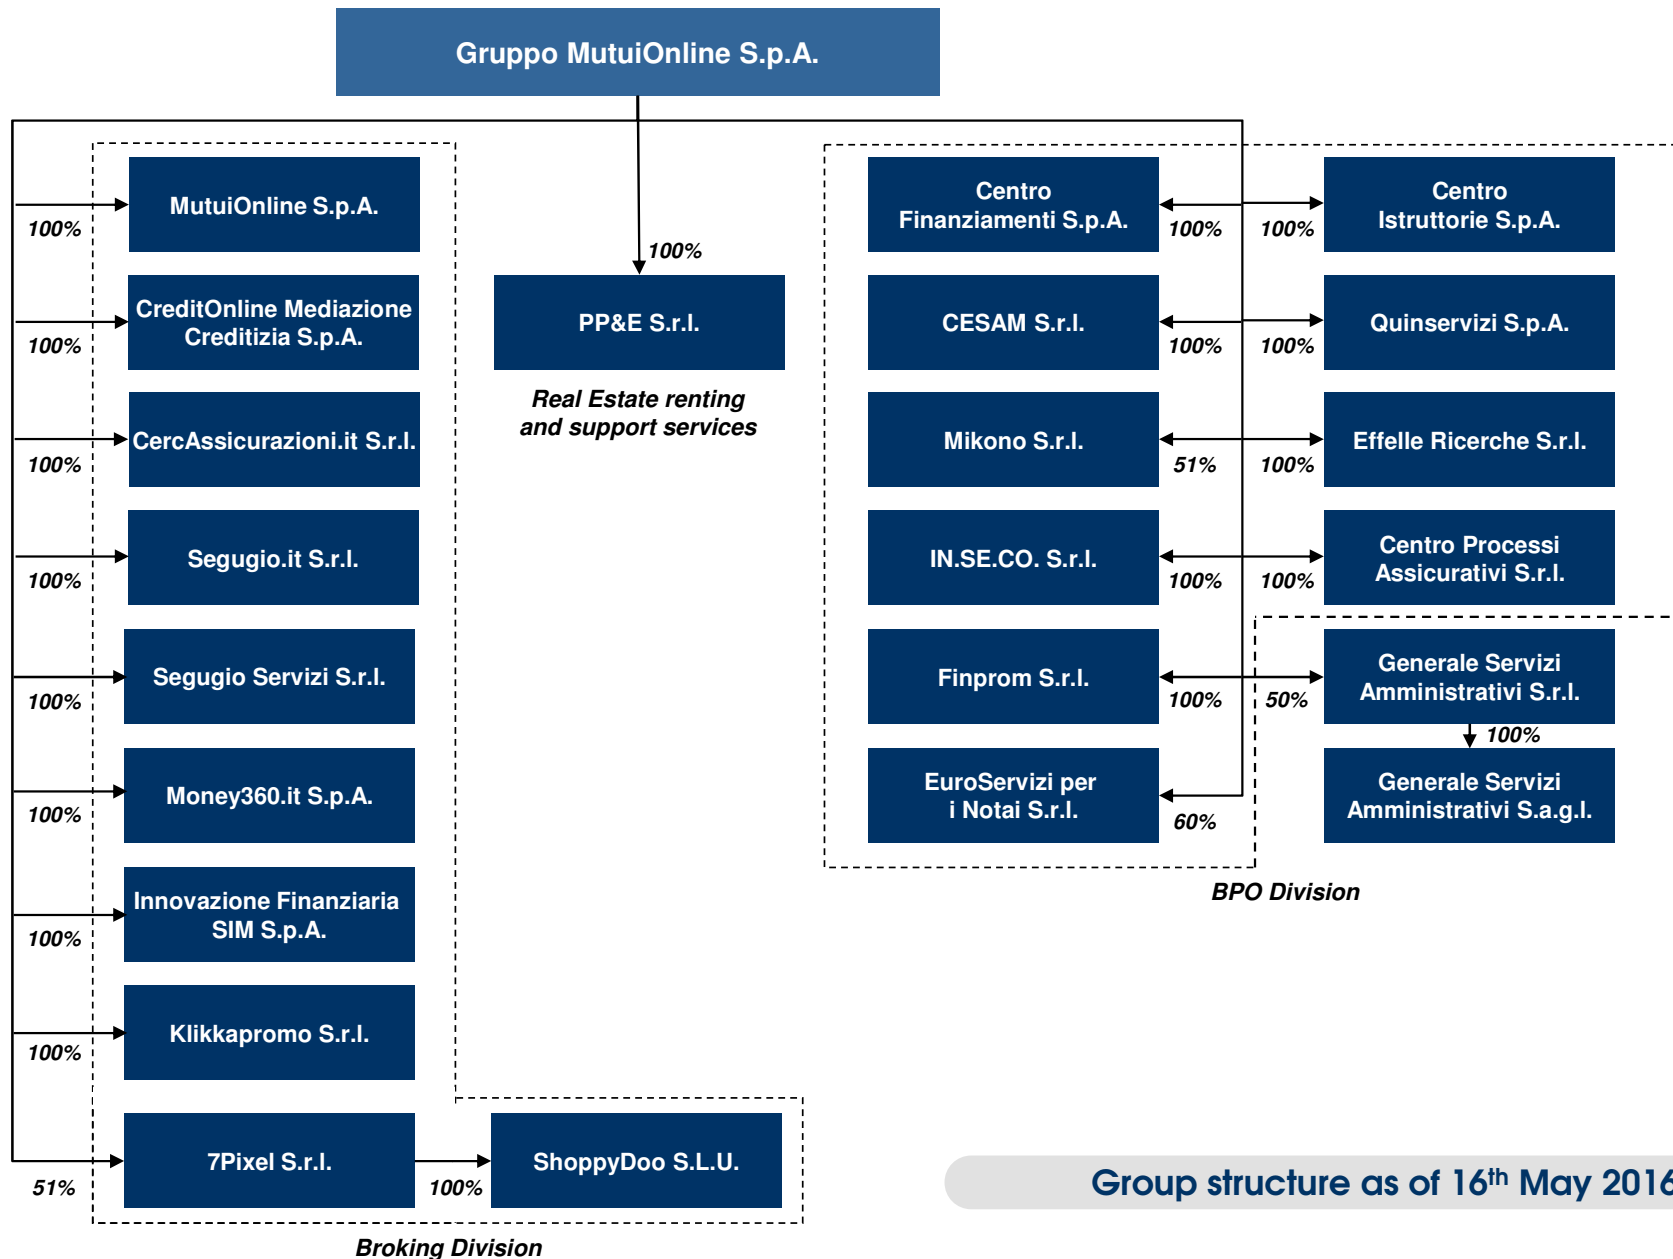 Gruppo MutuiOnline S.p.A.
MutuiOnline S.p.A.
100%
CreditOnline Mediazione
Creditizia S.p.A.
100%
CercAssicurazioni.it S.r.l.
100%
Segugio.it S.r.l.
100%
Segugio Servizi S.r.l.
100%
Money360.it S.p.A.
100%
Innovazione Finanziaria
SIM S.p.A.
100%
Klikkapromo S.r.l.
100%
7Pixel S.r.l.
51%
100%
ShoppyDoo S.L.U.
Broking Division
100%
PP&E S.r.l.
Real Estate renting
and support services
Centro
Finanziamenti S.p.A.
100%
100%
Centro
Istruttorie S.p.A.
CESAM S.r.l.
100%
100%
Quinservizi S.p.A.
Mikono S.r.l.
51%
100%
Effelle Ricerche S.r.l.
IN.SE.CO. S.r.l.
100%
100%
Centro Processi
Assicurativi S.r.l.
Finprom S.r.l.
100%
50%
Generale Servizi
Amministrativi S.r.l.
100%
EuroServizi per
i Notai S.r.l.
60%
Generale Servizi
Amministrativi S.a.g.l.
BPO Division
Group structure as of 16th May 2016